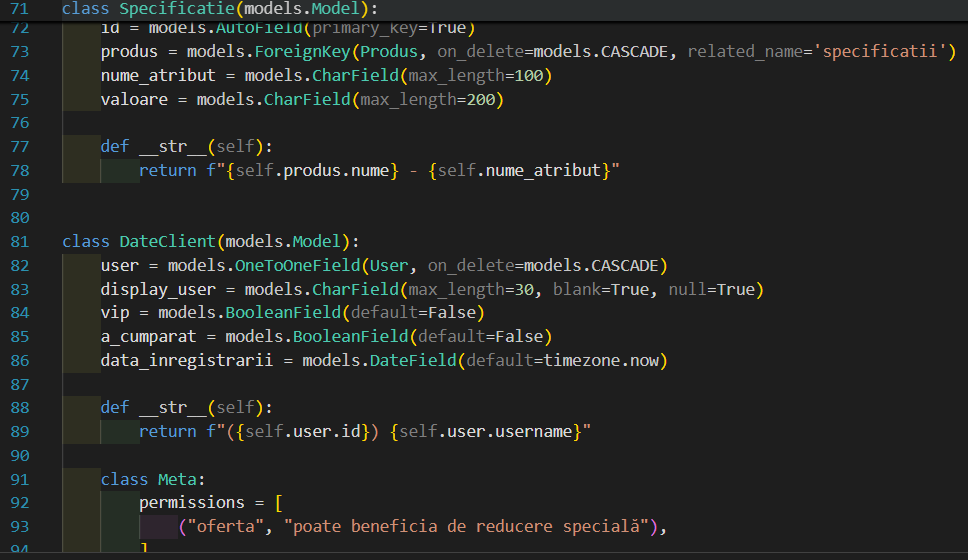 71 class Specificatie(models.Model):
72 id = models.AutoField(primary_key=True)
73 produs = models.ForeignKey(Produs, on_delete=models.CASCADE, related_name='specificatii')
74 nume_atribut = models.CharField(max_length=100)
75 valoare = models.CharField(max_length=200)
76
77 def __str__(self):
78 return f"{self.produs.nume} - {self.nume_atribut}"
79
80
81 class DateClient(models.Model):
82 user = models.OneToOneField(User, on_delete=models.CASCADE)
83 display_user = models.CharField(max_length=30, blank=True, null=True)
84 vip = models.BooleanField(default=False)
85 a_cumparat = models.BooleanField(default=False)
86 data_inregistrarii = models.DateField(default=timezone.now)
87
88 def __str__(self):
89 return f"({self.user.id}) {self.user.username}"
90
91 class Meta:
92 permissions = [
93 ("oferta", "poate beneficia de reducere specială"),
94 ]